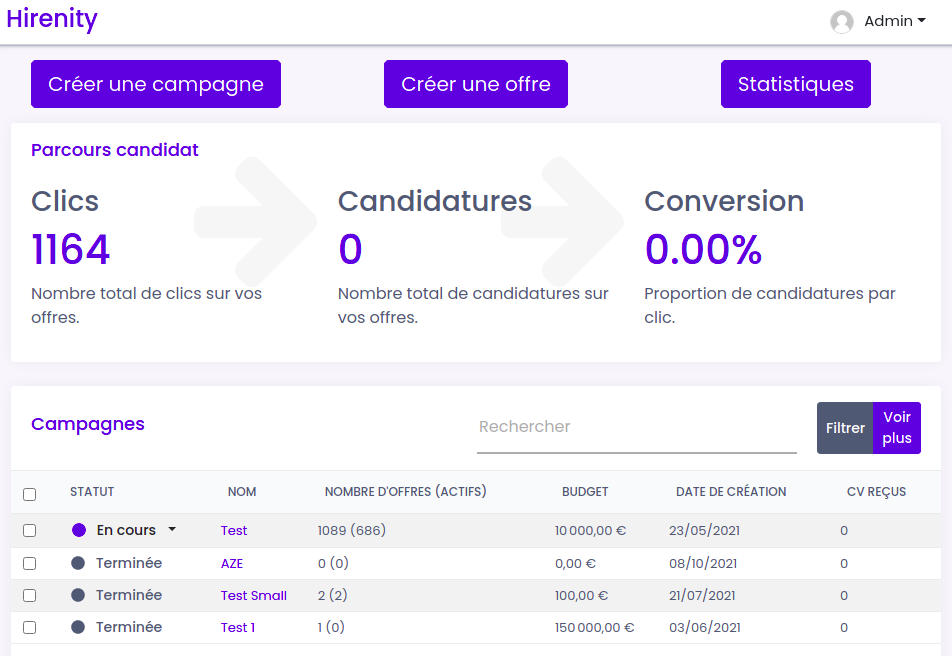 Hirenity
Admin
Créer une campagne
Créer une offre
Statistiques
Parcours candidat
Clics
Candidatures
Conversion
1164
0
0.00%
Nombre total de clics sur vos
offres.
Nombre total de candidatures sur
vos offres.
Proportion de candidatures par
clic.
Campagnes
Rechercher
Filtrer
Voir
plus
STATUT NOM NOMBRE D'OFFRES (ACTIFS) BUDGET DATE DE CRÉATION CV REÇUS
En cours Test 1089 (686) 10 000,00 € 23/05/2021 0
Terminée AZE 0 (0) 0,00 € 08/10/2021 0
Terminée Test Small 2 (2) 100,00 € 21/07/2021 0
Terminée Test 1 1 (0) 150 000,00 € 03/06/2021 0